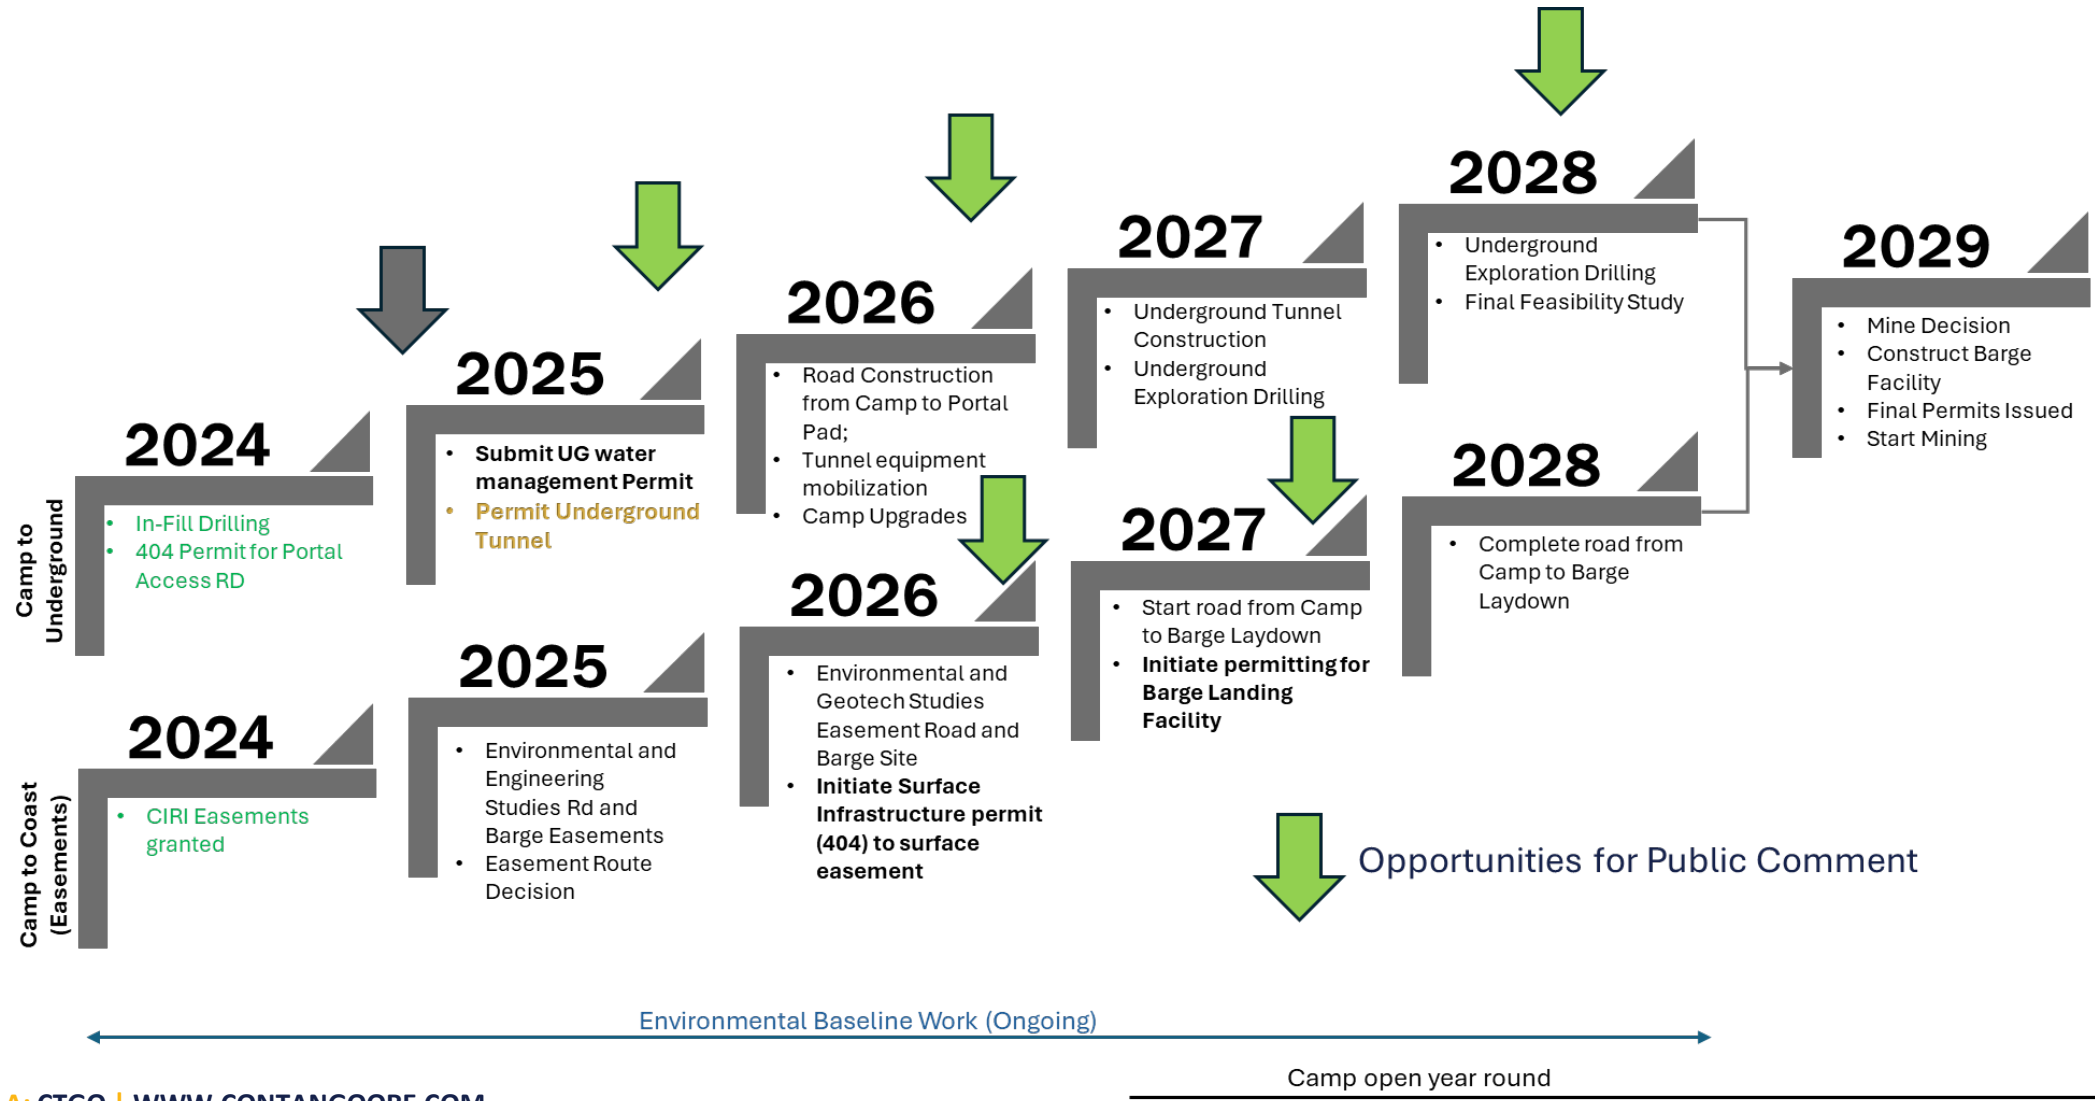 Camp to
Underground
2024
• In-Fill Drilling
• 404 Permit for Portal
Access RD
2025
• Submit UG water
management Permit
• Permit Underground
Tunnel
2026
• Road Construction
from Camp to Portal
Pad;
• Tunnel equipment
mobilization
• Camp Upgrades
2027
• Underground Tunnel
Construction
• Underground
Exploration Drilling
2028
• Underground
Exploration Drilling
• Final Feasibility Study
2029
• Mine Decision
• Construct Barge
Facility
• Final Permits Issued
• Start Mining
Camp to Coast
(Easements)
2024
• CIRI Easements
granted
2025
• Environmental and
Engineering
Studies Rd and
Barge Easements
• Easement Route
Decision
2026
• Environmental and
Geotech Studies
Easement Road and
Barge Site
• Initiate Surface
Infrastructure permit
(404) to surface
easement
2027
• Start road from Camp
to Barge Laydown
• Initiate permitting for
Barge Landing
Facility
2028
• Complete road from
Camp to Barge
Laydown
Opportunities for Public Comment
Environmental Baseline Work (Ongoing)
Camp open year round
A: CTGO | WWW.CONTANGOORE.COM